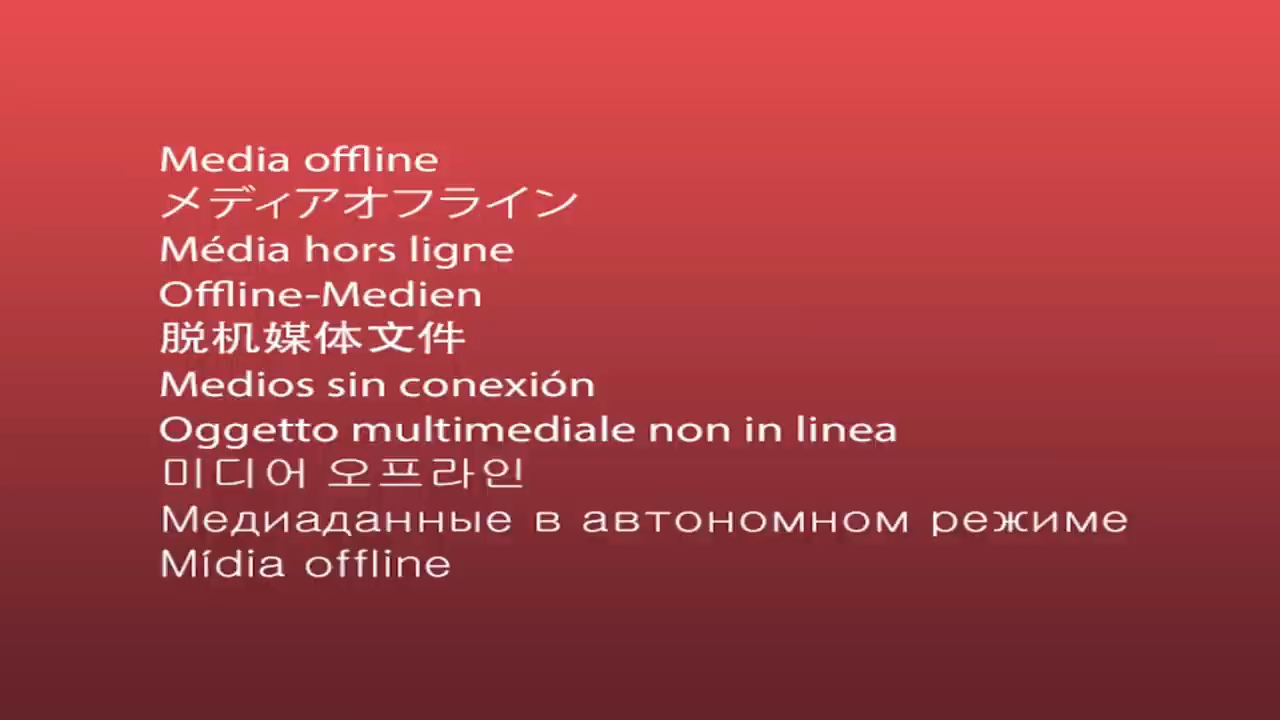 Media offline
メディアオフライン
Média hors ligne
Offline-Medien
脱机媒体文件
Medios sin conexión
Oggetto multimediale non in linea
미디어 오프라인
Медиаданные в автономном режиме
Mídia offline